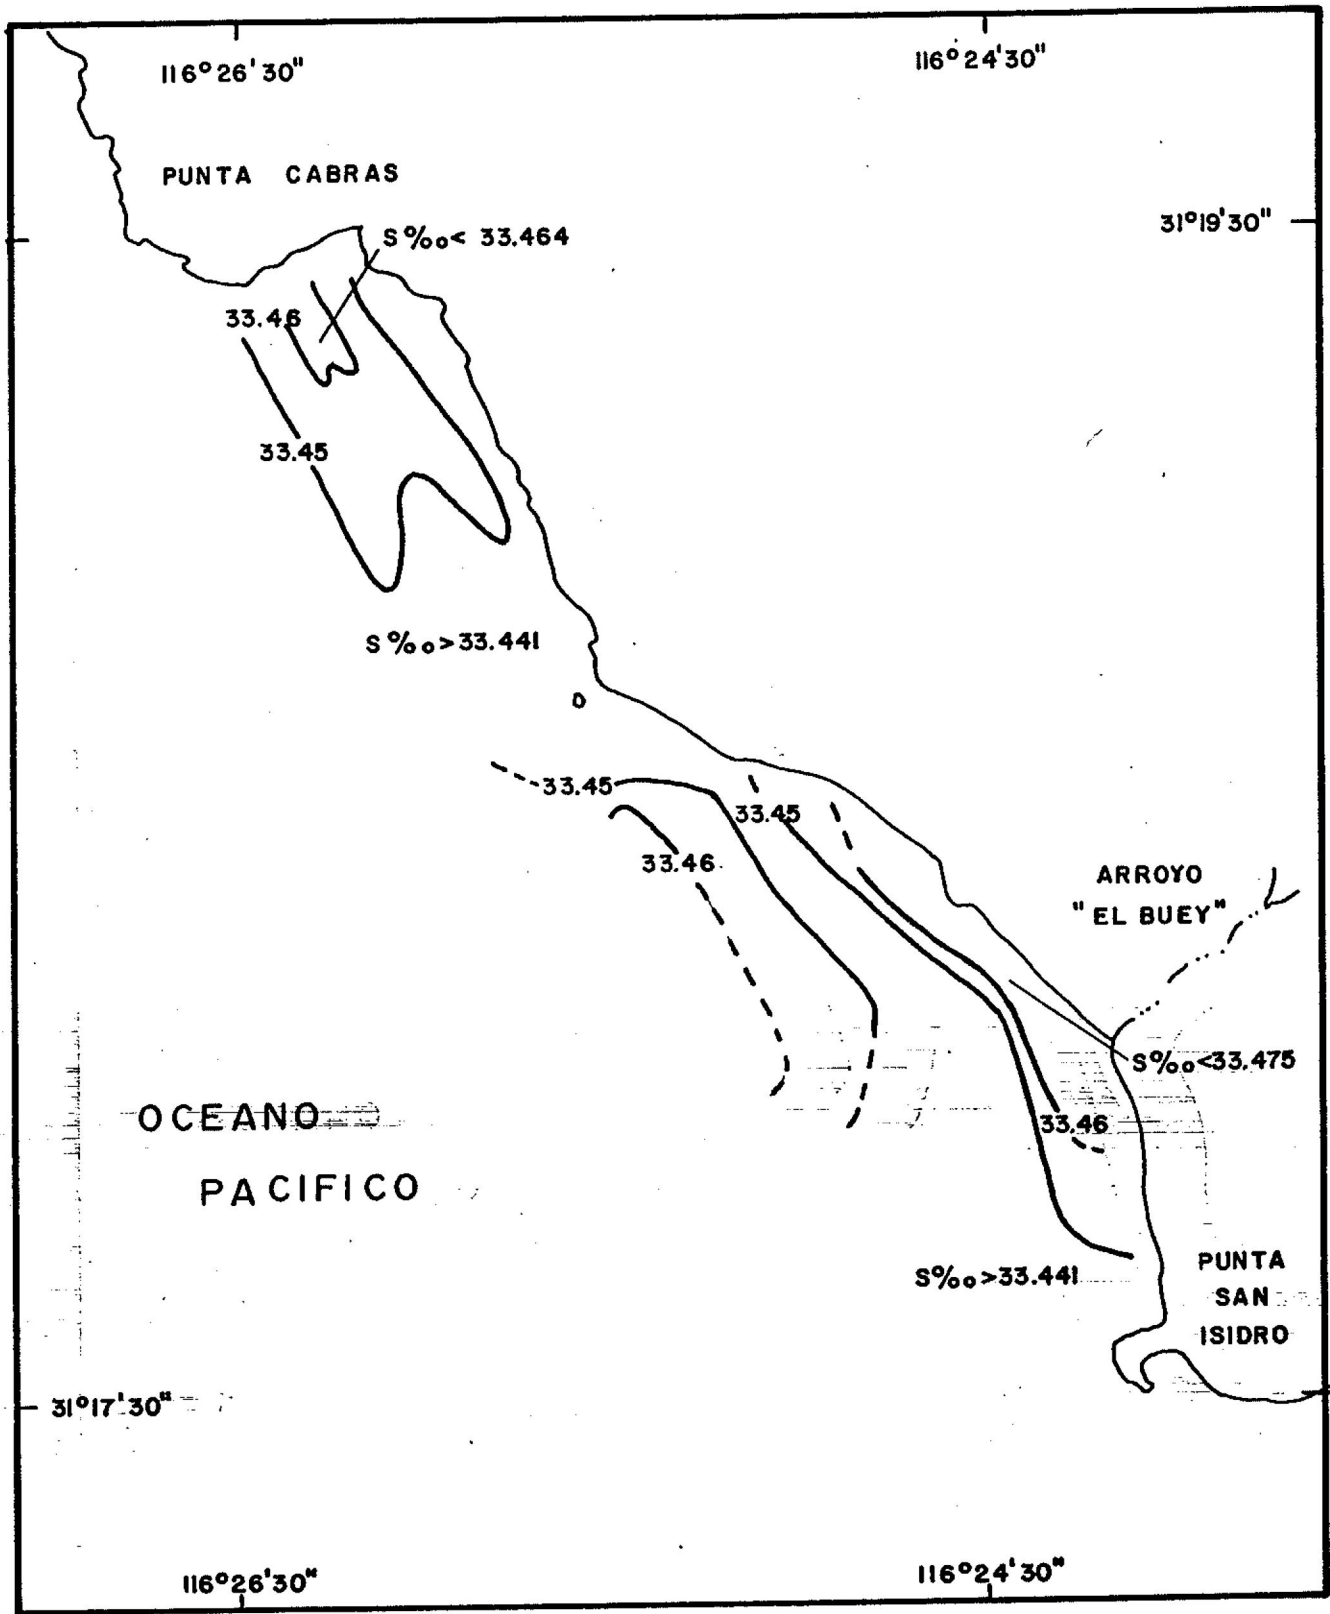 116°26'30" 116°24'30"
PUNTA CABRAS
31°19'30"
S‰< 33.464
33.46
33.45
S‰>33.441
33.45
33.45
33.46
ARROYO
"EL BUEY"
S‰<33.475
33.46
OCEANO
PACIFICO
S‰>33.441
PUNTA
SAN
ISIDRO
31°17'30"
116°26'30" 116°24'30"